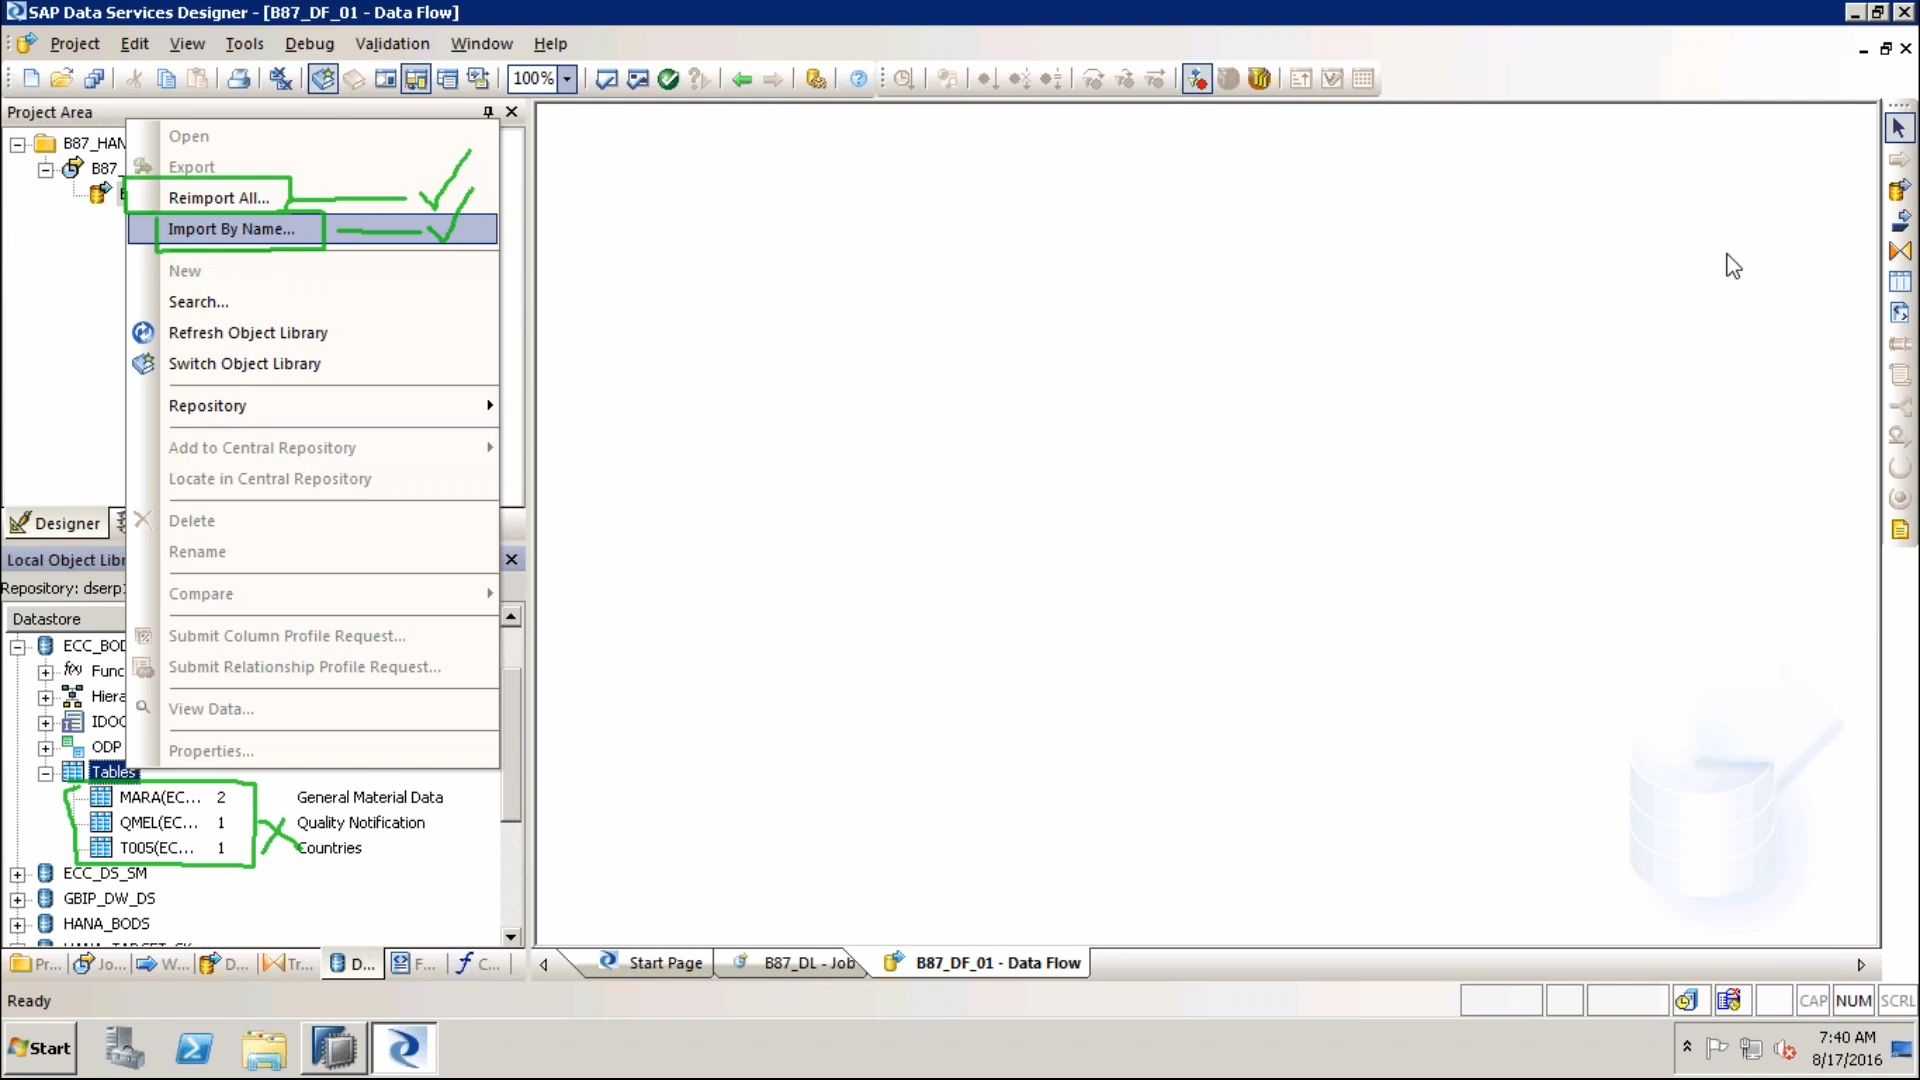 SAP Data Services Designer - [B87_DF_01 - Data Flow]
Project Edit View Tools Debug Validation Window Help
100%
Project Area
B87_HAN
B87_
Open
Export
Reimport All...
Import By Name...
New
Search...
Refresh Object Library
Switch Object Library
Repository
Add to Central Repository
Locate in Central Repository
Delete
Rename
Compare
Submit Column Profile Request...
Submit Relationship Profile Request...
View Data...
Properties...
Designer
Local Object Libr
Repository: dserp
Datastore
ECC_BOD
f(x) Func
Hiera
IDOC
ODP
Tables
MARA(EC... 2 General Material Data
QMEL(EC... 1 Quality Notification
T005(EC... 1 Countries
ECC_DS_SM
GBIP_DW_DS
HANA_BODS
Pr... Jo... W... D... Tr... D... F... C...
Start Page B87_DL - Job B87_DF_01 - Data Flow
Ready
CAP NUM SCRL
Start
7:40 AM
8/17/2016